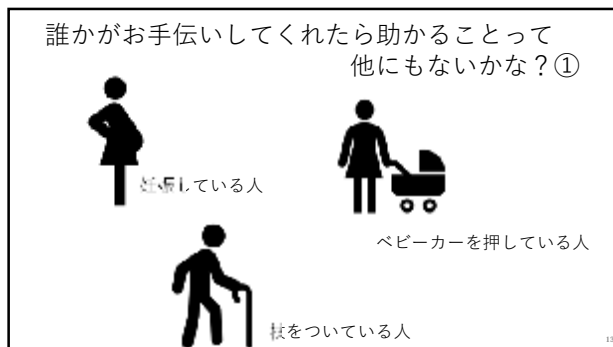 誰かがお手伝いしてくれたら助かることって
他にもないかな？①
妊娠している人
ベビーカーを押している人
杖をついている人